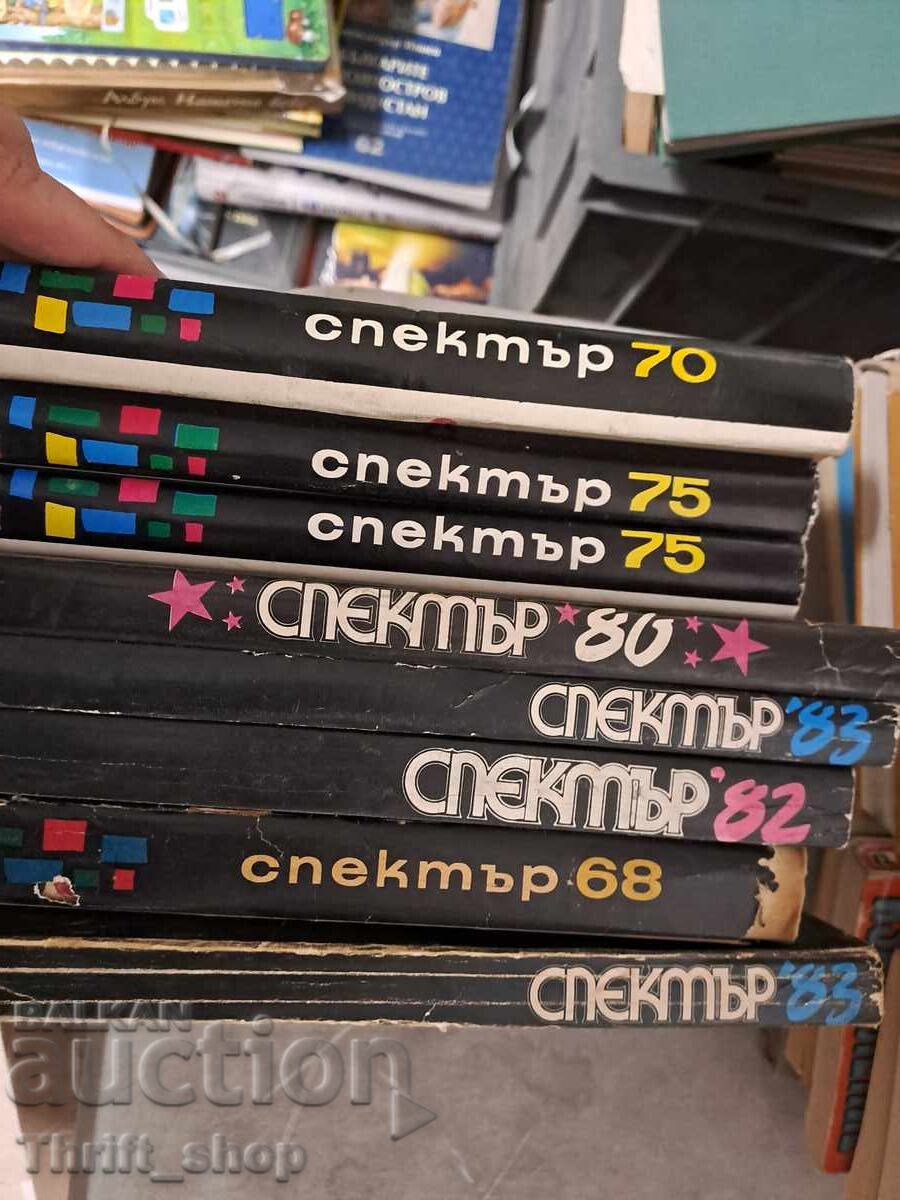 62
спектър 70
спектър 75
спектър 75
СПЕКТЪР '80
СПЕКТЪР '83
СПЕКТЪР '82
спектър 68
СПЕКТЪР '83
BALKAN
auction
Thrift_shop